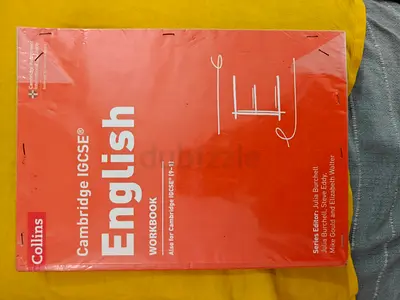 Cambridge IGCSE®
English
WORKBOOK
Also for Cambridge IGCSE® (9–1)
E
dubizzle
Series Editor: Julia Burchell
Julia Burchell, Steve Eddy,
Mike Gould and Elizabeth Walter
Collins